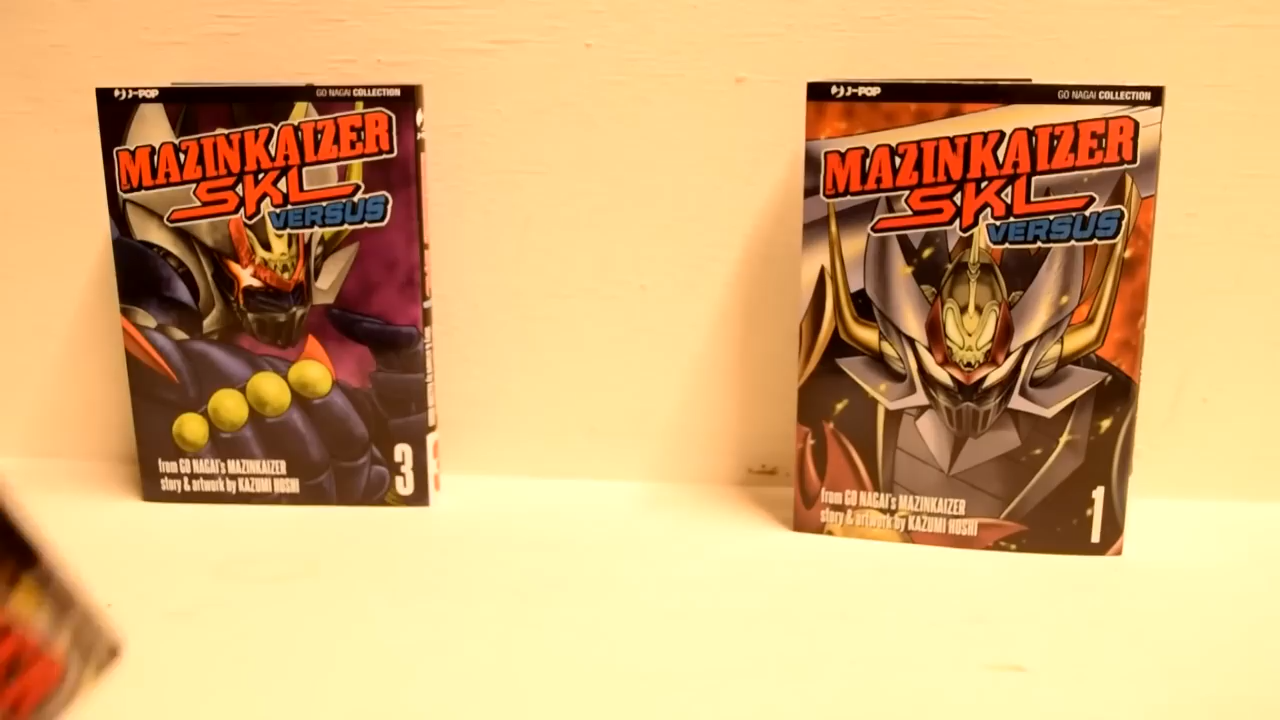 J-POP
GO NAGAI COLLECTION
MAZINKAIZER
SKL
VERSUS
from GO NAGAI's MAZINKAIZER
story & artwork by KAZUMI HOSHI
3
J-POP
GO NAGAI COLLECTION
MAZINKAIZER
SKL
VERSUS
from GO NAGAI's MAZINKAIZER
story & artwork by KAZUMI HOSHI
1